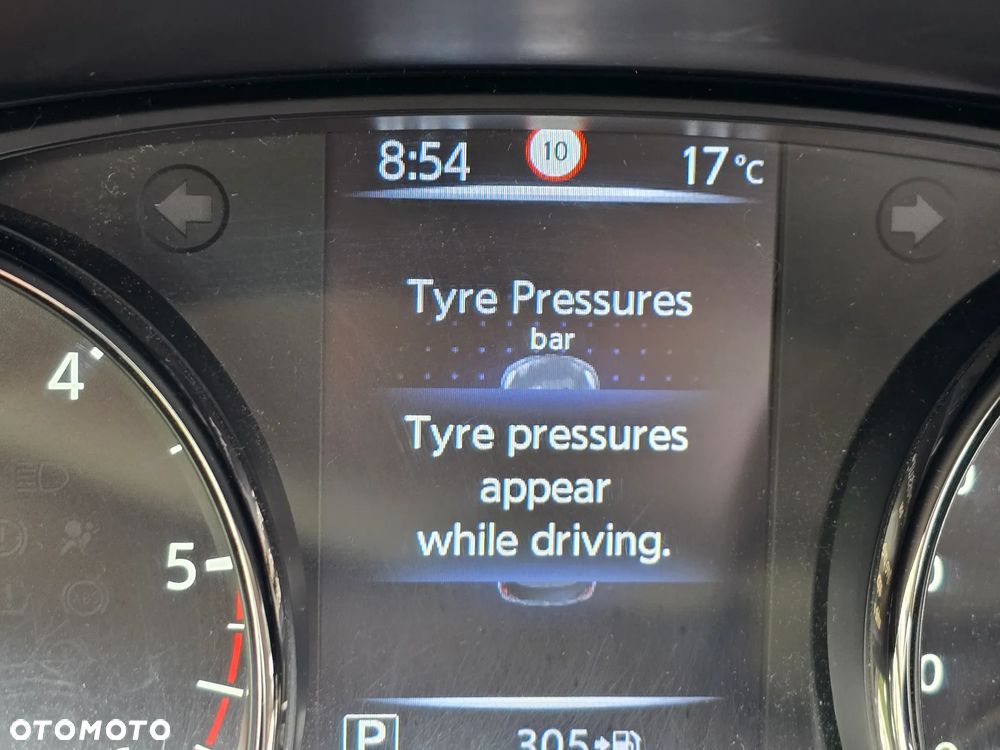 8:54 10 17°C
Tyre Pressures
bar
4
Tyre pressures
appear
while driving.
5
P 305
OTOMOTO